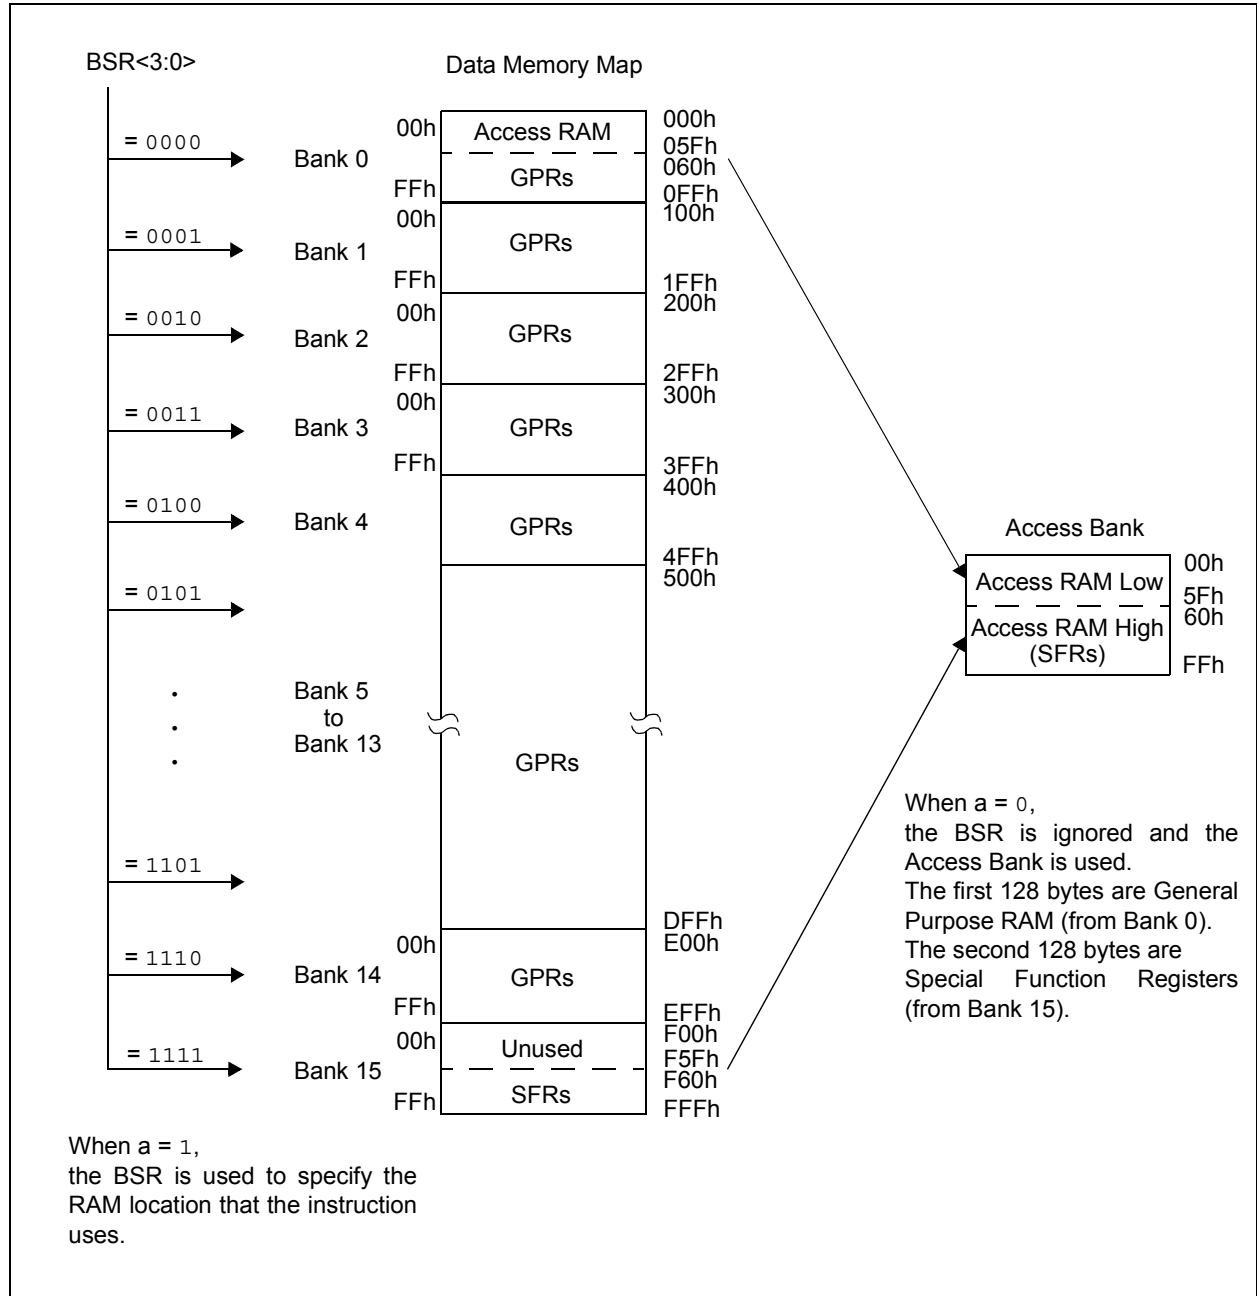 BSR<3:0>
Data Memory Map
= 0000
Bank 0
00h
Access RAM
000h
05Fh
060h
FFh
GPRs
0FFh
= 0001
Bank 1
00h
GPRs
100h
FFh
1FFh
= 0010
Bank 2
00h
GPRs
200h
FFh
2FFh
= 0011
Bank 3
00h
GPRs
300h
FFh
3FFh
= 0100
Bank 4
GPRs
400h
4FFh
= 0101
500h
.
.
.
Bank 5
to
Bank 13
GPRs
= 1101
DFFh
= 1110
Bank 14
00h
GPRs
E00h
FFh
EFFh
= 1111
Bank 15
00h
Unused
F00h
F5Fh
F60h
FFh
SFRs
FFFh
When a = 1,
the BSR is used to specify the
RAM location that the instruction
uses.
Access Bank
Access RAM Low
00h
5Fh
60h
Access RAM High
(SFRs)
FFh
When a = 0,
the BSR is ignored and the
Access Bank is used.
The first 128 bytes are General
Purpose RAM (from Bank 0).
The second 128 bytes are
Special Function Registers
(from Bank 15).